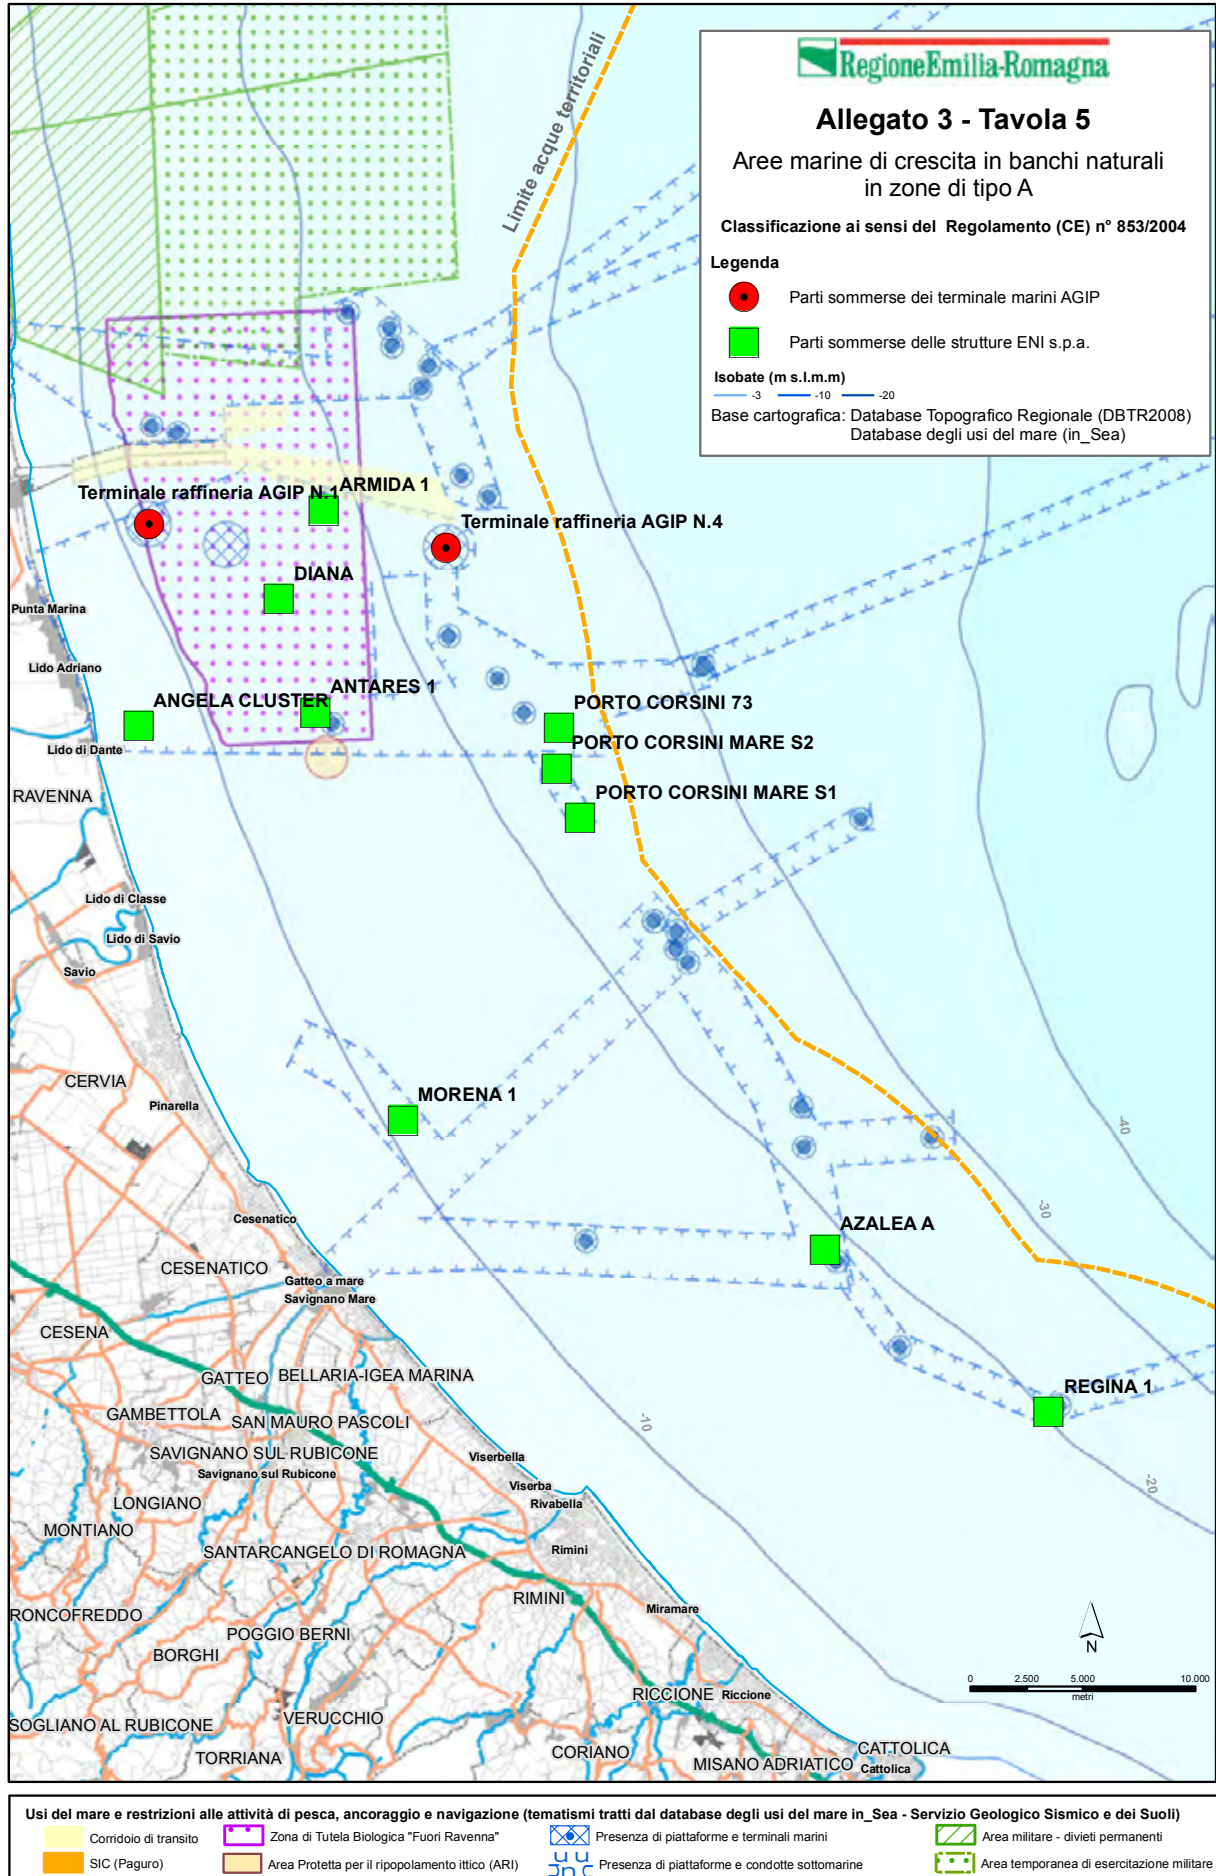 RegioneEmilia-Romagna
Allegato 3 - Tavola 5
Aree marine di crescita in banchi naturali
in zone di tipo A
Classificazione ai sensi del Regolamento (CE) n° 853/2004
Legenda
Parti sommerse dei terminale marini AGIP
Parti sommerse delle strutture ENI s.p.a.
Isobate (m s.l.m.m)
-3 -10 -20
Base cartografica: Database Topografico Regionale (DBTR2008)
Database degli usi del mare (in_Sea)
Limite acque territoriali
ARMIDA 1
Terminale raffineria AGIP N.1
Terminale raffineria AGIP N.4
DIANA
Punta Marina
Lido Adriano
ANTARES 1
ANGELA CLUSTER
PORTO CORSINI 73
Lido di Dante
PORTO CORSINI MARE S2
RAVENNA
PORTO CORSINI MARE S1
Lido di Classe
Lido di Savio
Savio
CERVIA
MORENA 1
Pinarella
-40
-30
Cesenatico
AZALEA A
CESENATICO
Gatteo a mare
Savignano Mare
CESENA
GATTEO
BELLARIA-IGEA MARINA
REGINA 1
GAMBETTOLA
SAN MAURO PASCOLI
-10
SAVIGNANO SUL RUBICONE
Savignano sul Rubicone
Viserbella
-20
Viserba
LONGIANO
Rivabella
MONTIANO
SANTARCANGELO DI ROMAGNA
Rimini
RIMINI
Miramare
RONCOFREDDO
POGGIO BERNI
BORGHI
N
0 2.500 5.000 10.000
metri
RICCIONE
Riccione
VERUCCHIO
SOGLIANO AL RUBICONE
TORRIANA
CORIANO
CATTOLICA
MISANO ADRIATICO
Cattolica
Usi del mare e restrizioni alle attività di pesca, ancoraggio e navigazione (tematismi tratti dal database degli usi del mare in_Sea - Servizio Geologico Sismico e dei Suoli)
Corridoio di transito
Zona di Tutela Biologica "Fuori Ravenna"
Presenza di piattaforme e terminali marini
Area militare - divieti permanenti
SIC (Paguro)
Area Protetta per il ripopolamento ittico (ARI)
Presenza di piattaforme e condotte sottomarine
Area temporanea di esercitazione militare